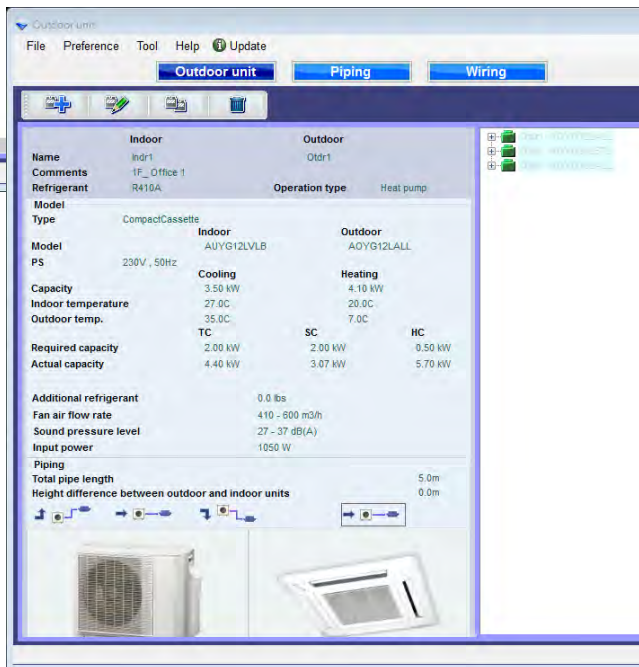 Outdoor unit
File Preference Tool Help Update
Outdoor unit Piping Wiring
Indoor Outdoor
Name Indr1 Otdr1
Comments 1F_ Office 1
Refrigerant R410A Operation type Heat pump
Model
Type CompactCassette
Indoor Outdoor
Model AUYG12LVLB AOYG12LALL
PS 230V , 50Hz
Cooling Heating
Capacity 3.50 kW 4.10 kW
Indoor temperature 27.0C 20.0C
Outdoor temp. 35.0C 7.0C
TC SC HC
Required capacity 2.00 kW 2.00 kW 0.50 kW
Actual capacity 4.40 kW 3.07 kW 5.70 kW
Additional refrigerant 0.0 lbs
Fan air flow rate 410 - 600 m3/h
Sound pressure level 27 - 37 dB(A)
Input power 1050 W
Piping
Total pipe length 5.0m
Height difference between outdoor and indoor units 0.0m